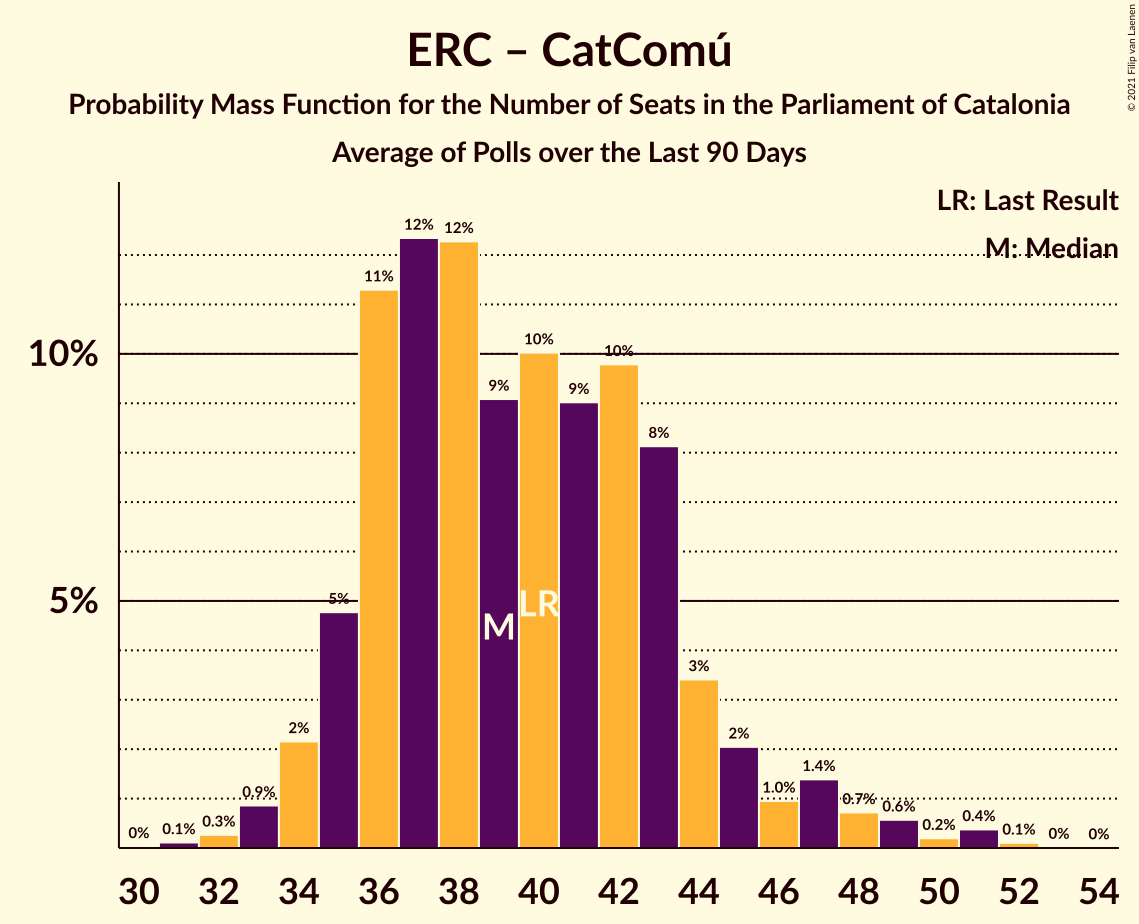 © 2021 Filip van Laenen
ERC – CatComú
Probability Mass Function for the Number of Seats in the Parliament of Catalonia
Average of Polls over the Last 90 Days
LR: Last Result
M: Median
12% 12%
11%
10%
10%
10%
9%
9%
8%
5%
5%
M
LR
3%
2%
2%
1.4%
1.0%
0.9%
0.7%
0.6%
0.4%
0.3%
0.2%
0% 0.1% 0.1% 0% 0%
30 32 34 36 38 40 42 44 46 48 50 52 54